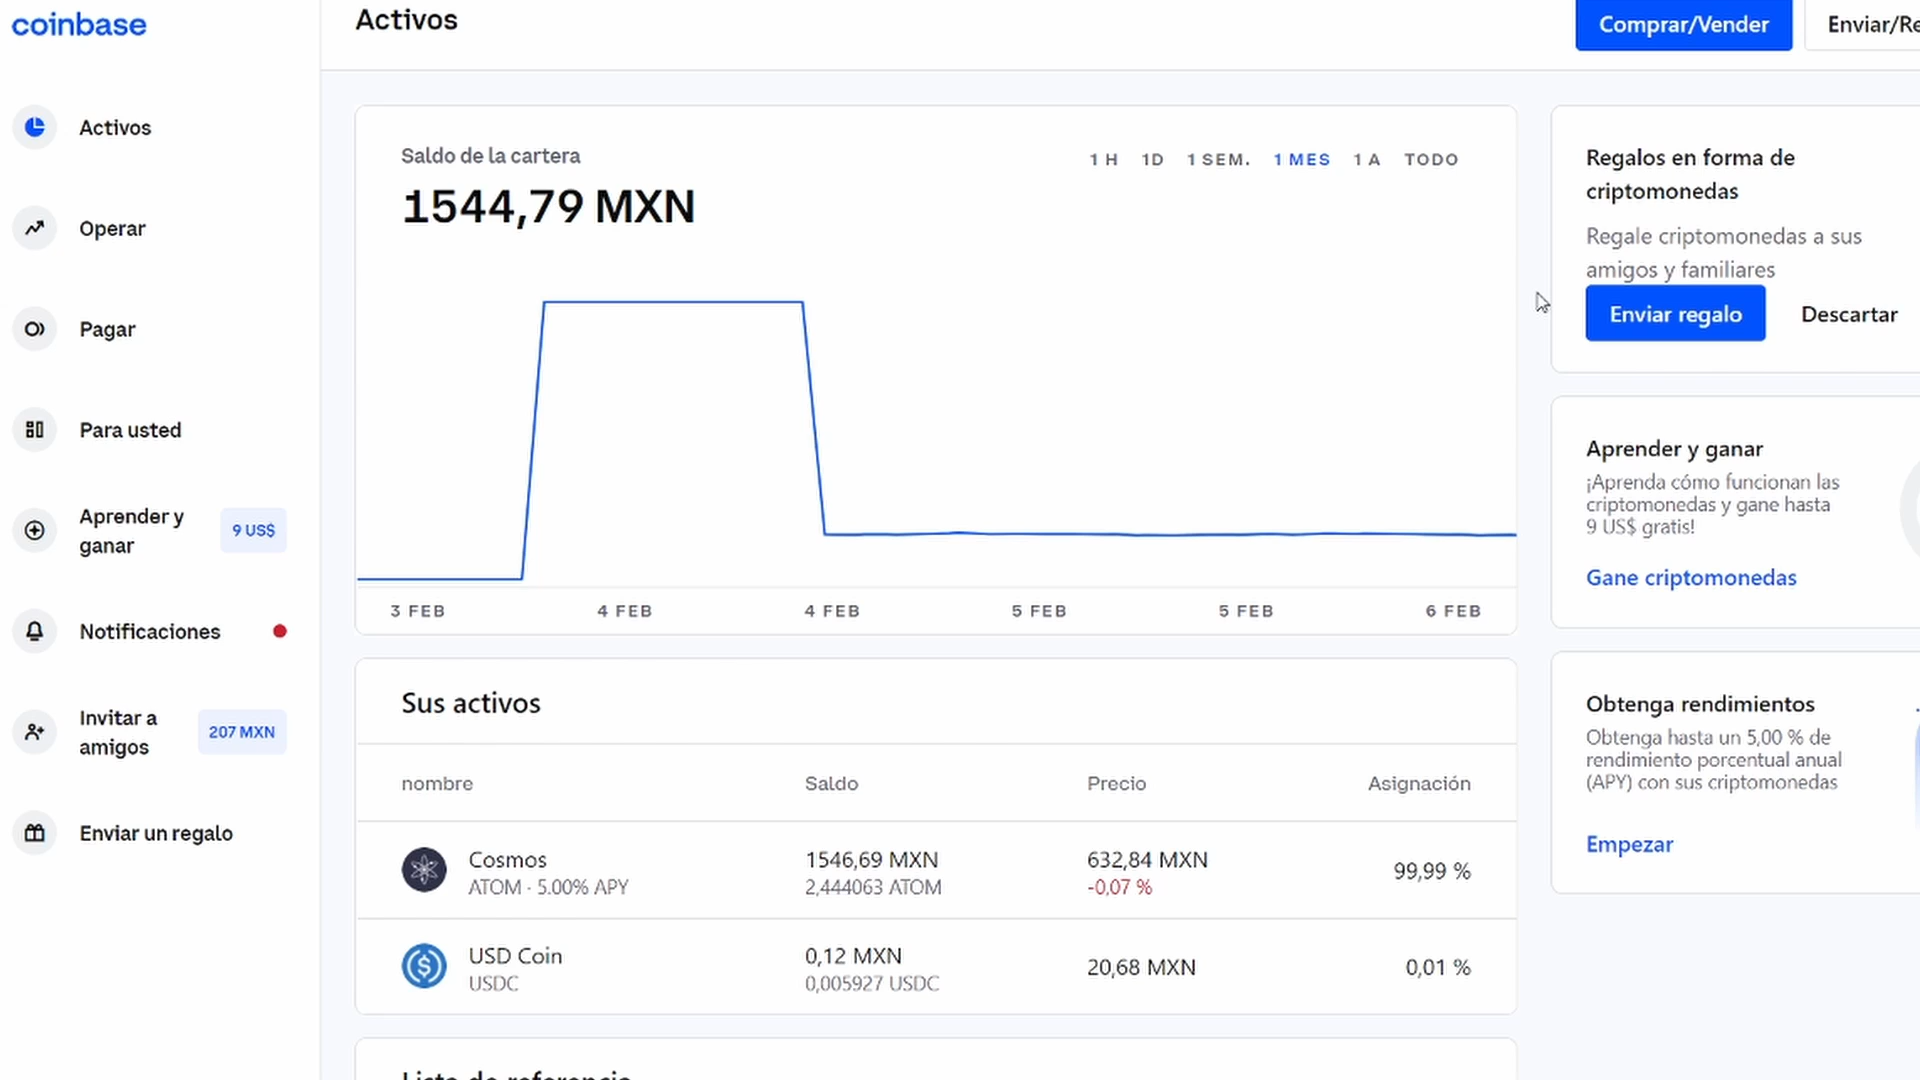 coinbase
Activos
Comprar/Vender
Enviar/Re
Activos
Operar
Pagar
Para usted
Aprender y
ganar
9 US$
Notificaciones
Invitar a
amigos
207 MXN
Enviar un regalo
Saldo de la cartera
1544,79 MXN
1 H 1D 1 SEM. 1 MES 1 A TODO
3 FEB 4 FEB 4 FEB 5 FEB 5 FEB 6 FEB
Sus activos
nombre Saldo Precio Asignación
Cosmos 1546,69 MXN 632,84 MXN 99,99 %
ATOM · 5.00% APY 2,444063 ATOM -0,07 %
USD Coin 0,12 MXN 20,68 MXN 0,01 %
USDC 0,005927 USDC
Lista de referencia
Regalos en forma de
criptomonedas
Regale criptomonedas a sus
amigos y familiares
Enviar regalo Descartar
Aprender y ganar
¡Aprenda cómo funcionan las
criptomonedas y gane hasta
9 US$ gratis!
Gane criptomonedas
Obtenga rendimientos
Obtenga hasta un 5,00 % de
rendimiento porcentual anual
(APY) con sus criptomonedas
Empezar